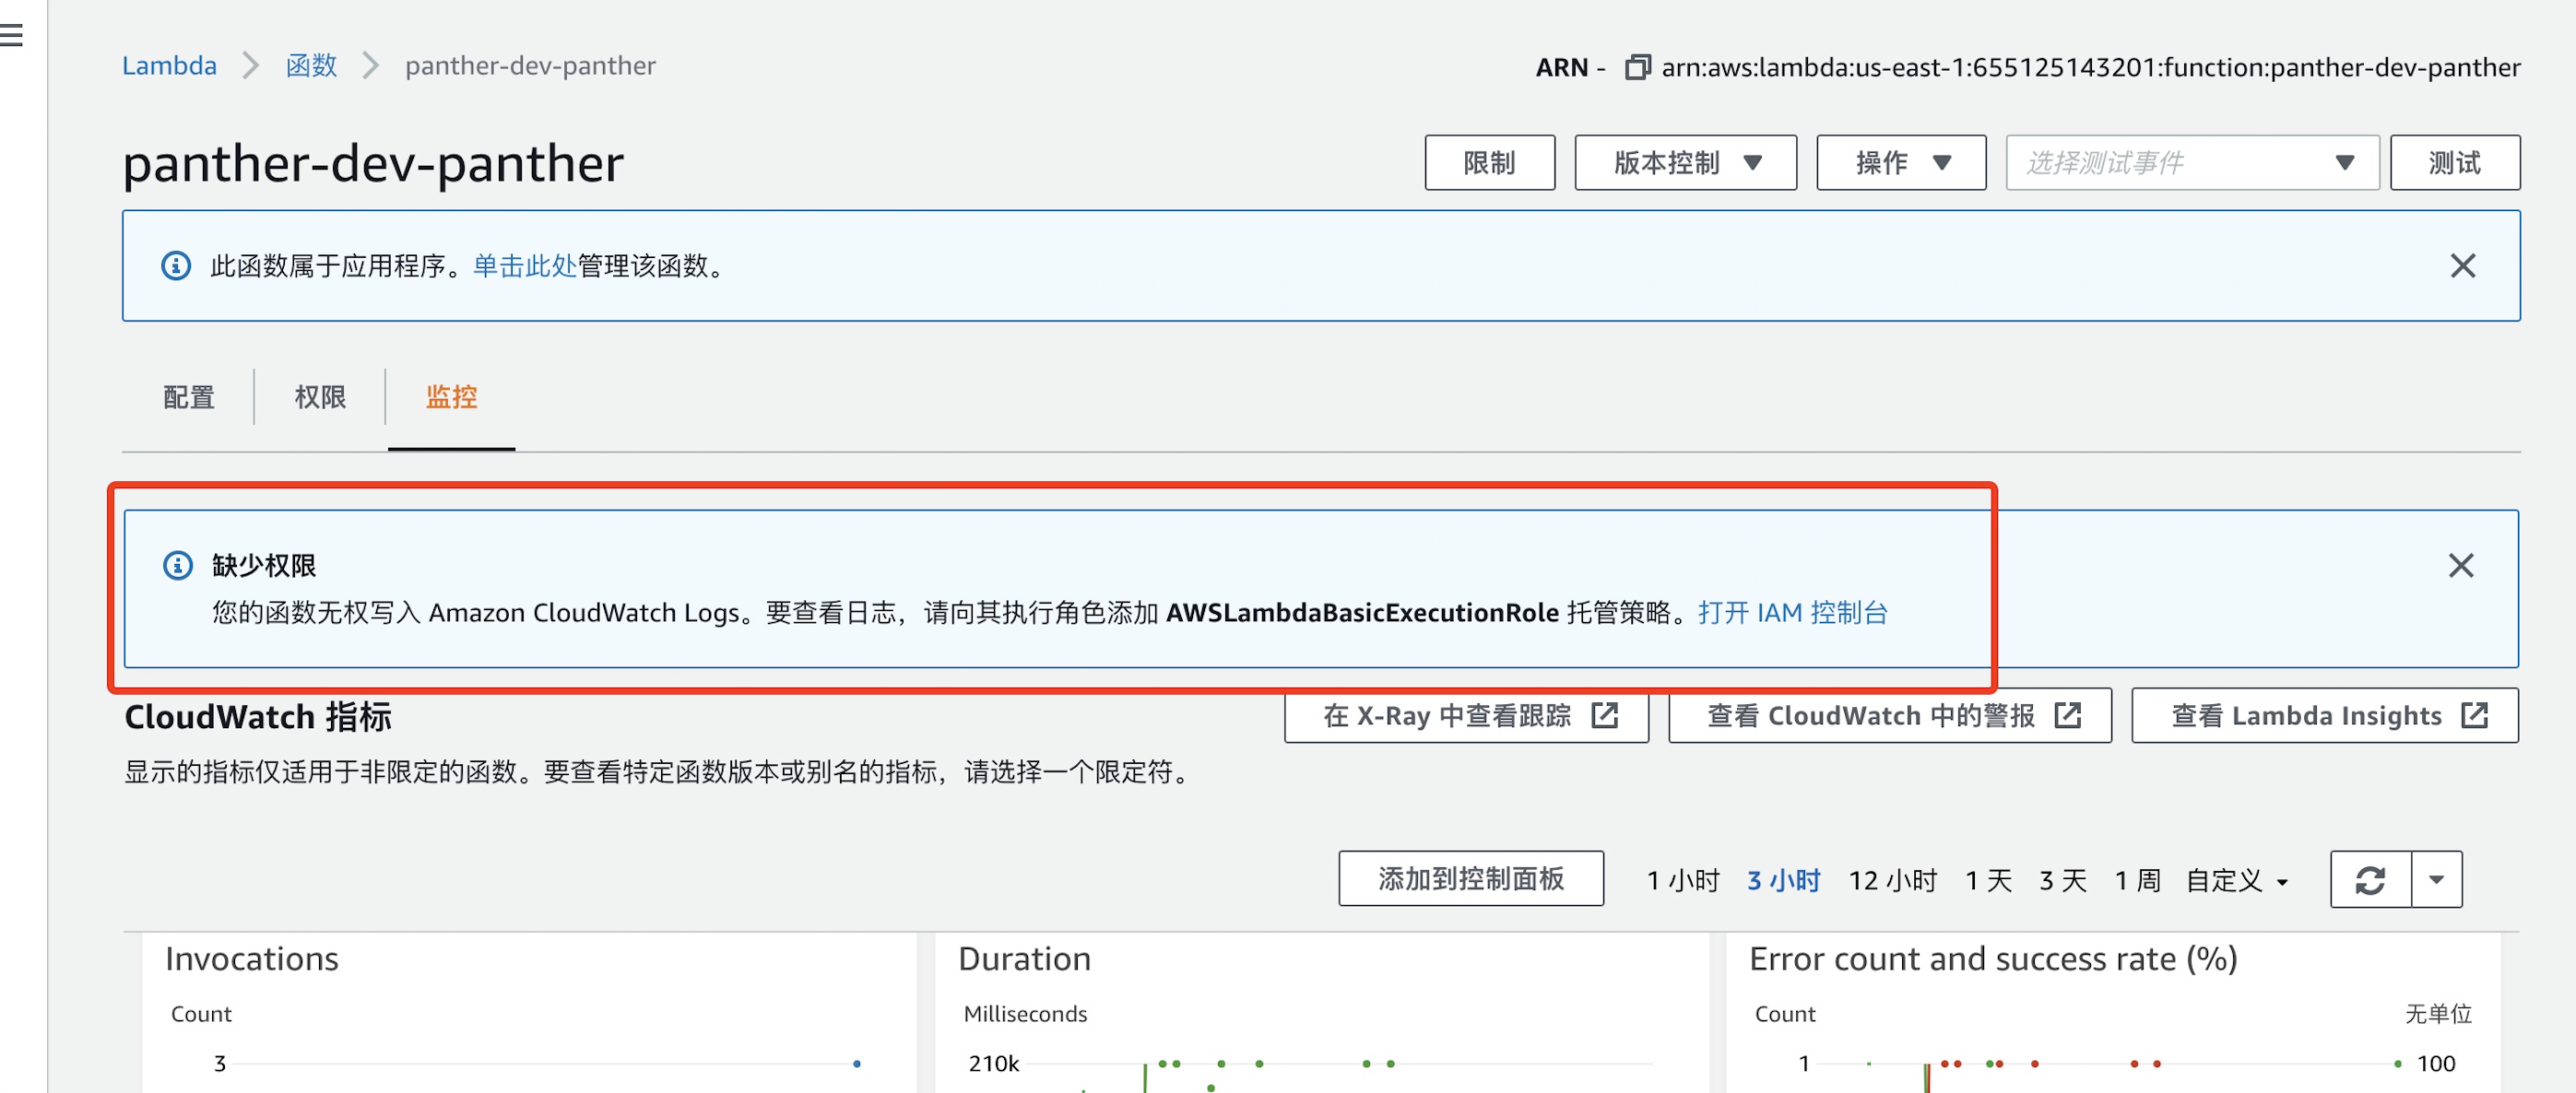 Lambda > 函数 > panther-dev-panther
ARN - arn:aws:lambda:us-east-1:655125143201:function:panther-dev-panther
panther-dev-panther
限制
版本控制
操作
选择测试事件
测试
此函数属于应用程序。单击此处管理该函数。
配置
权限
监控
缺少权限
您的函数无权写入 Amazon CloudWatch Logs。要查看日志，请向其执行角色添加 AWSLambdaBasicExecutionRole 托管策略。打开 IAM 控制台
CloudWatch 指标
在 X-Ray 中查看跟踪
查看 CloudWatch 中的警报
查看 Lambda Insights
显示的指标仅适用于非限定的函数。要查看特定函数版本或别名的指标，请选择一个限定符。
添加到控制面板
1 小时
3 小时
12 小时
1 天
3 天
1 周
自定义
Invocations
Count
3
Duration
Milliseconds
210k
Error count and success rate (%)
Count
无单位
1
100